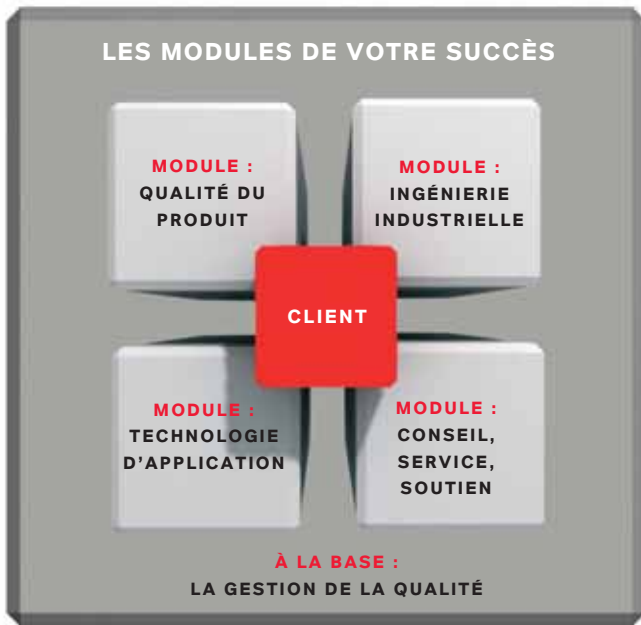 LES MODULES DE VOTRE SUCCÈS
MODULE :
QUALITÉ DU
PRODUIT
MODULE :
INGÉNIERIE
INDUSTRIELLE
CLIENT
MODULE :
TECHNOLOGIE
D'APPLICATION
MODULE :
CONSEIL,
SERVICE,
SOUTIEN
À LA BASE :
LA GESTION DE LA QUALITÉ